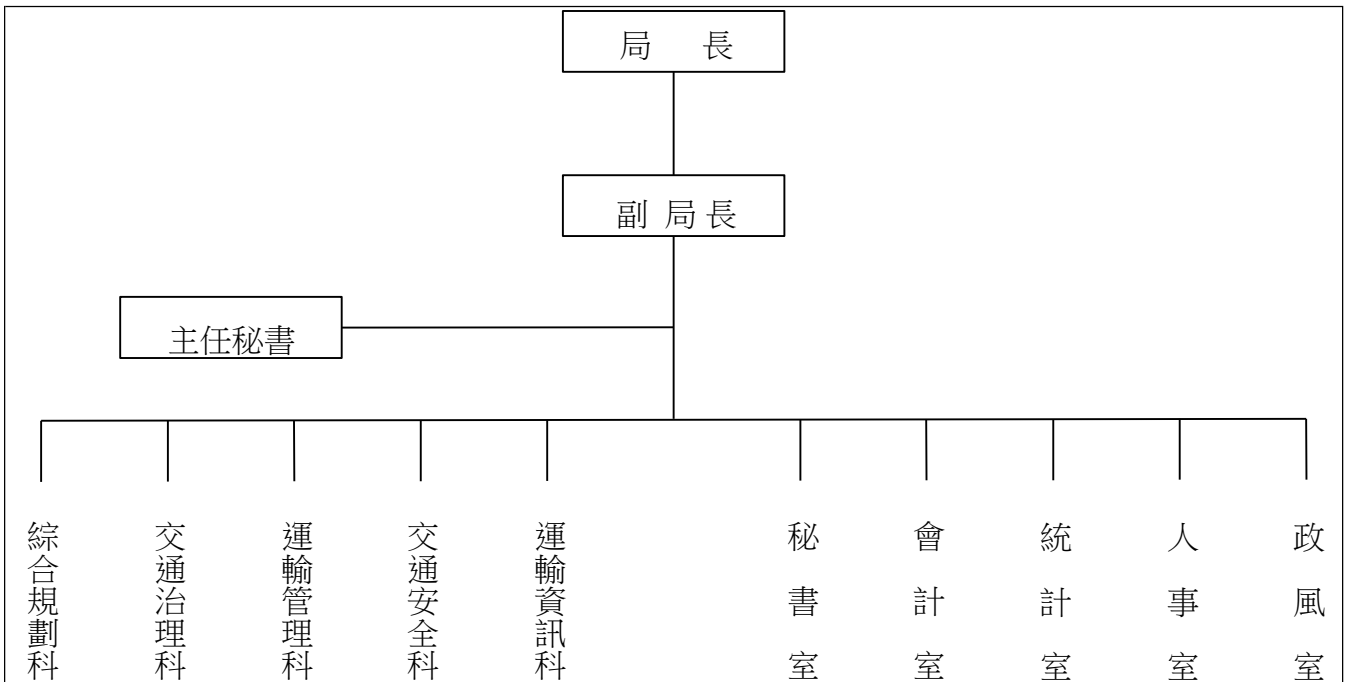 局長
副局長
主任秘書
綜合規劃科
交通治理科
運輸管理科
交通安全科
運輸資訊科
秘書室
會計室
統計室
人事室
政風室